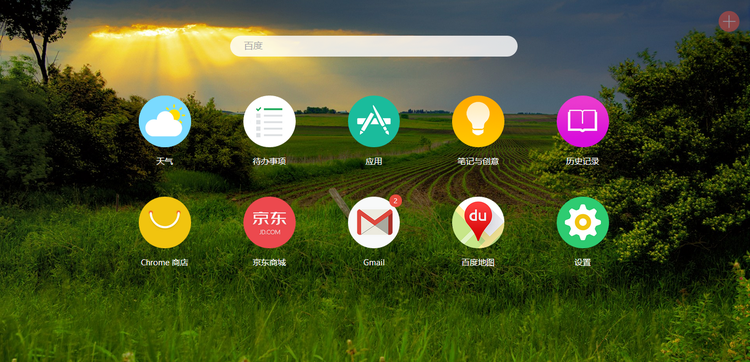 百度
天气
待办事项
应用
笔记与创意
历史记录
京东
JD.COM
2
du
Chrome 商店
京东商城
Gmail
百度地图
设置